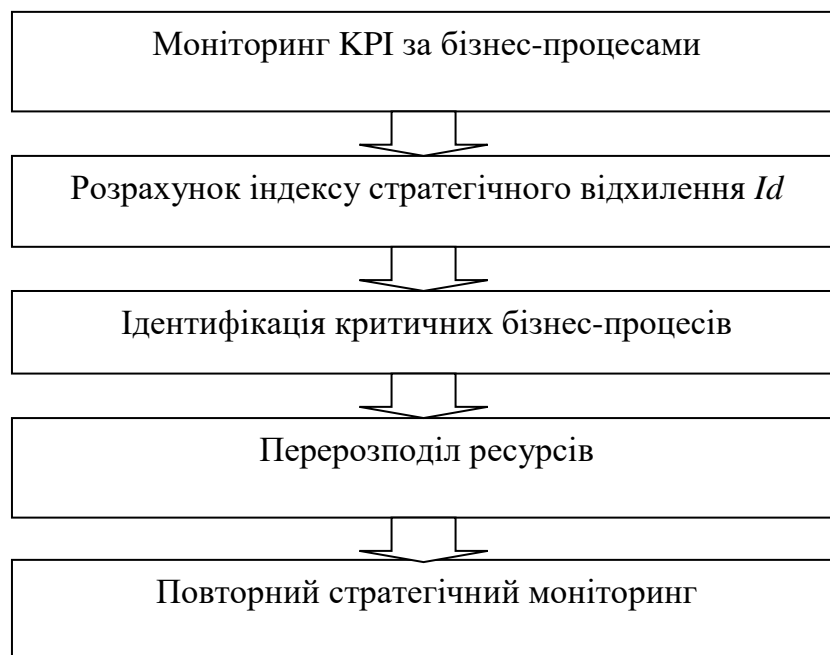 Моніторинг KPI за бізнес-процесами
Розрахунок індексу стратегічного відхилення Id
Ідентифікація критичних бізнес-процесів
Перерозподіл ресурсів
Повторний стратегічний моніторинг